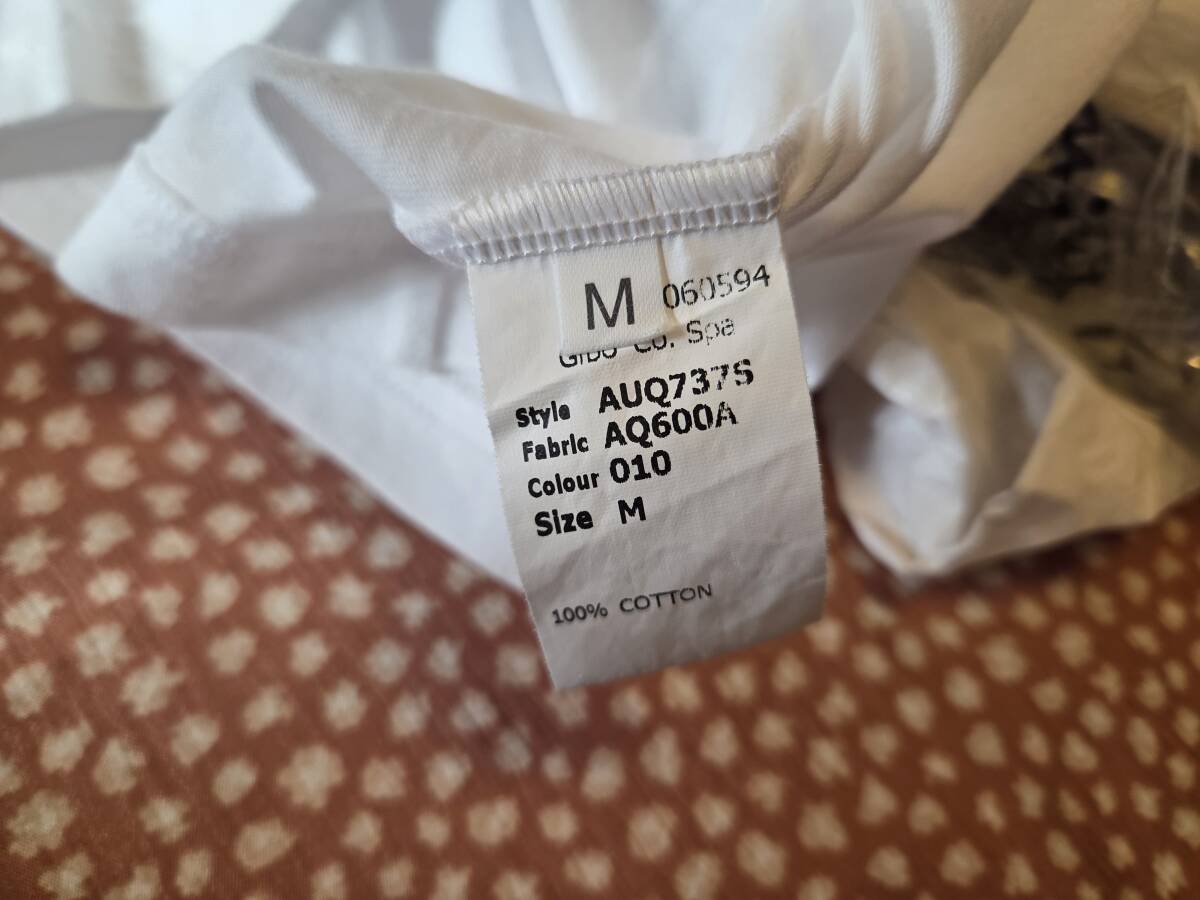 M 060594
Gibo Co. Spa
Style AUQ737S
Fabric AQ600A
Colour 010
Size M
100% COTTON